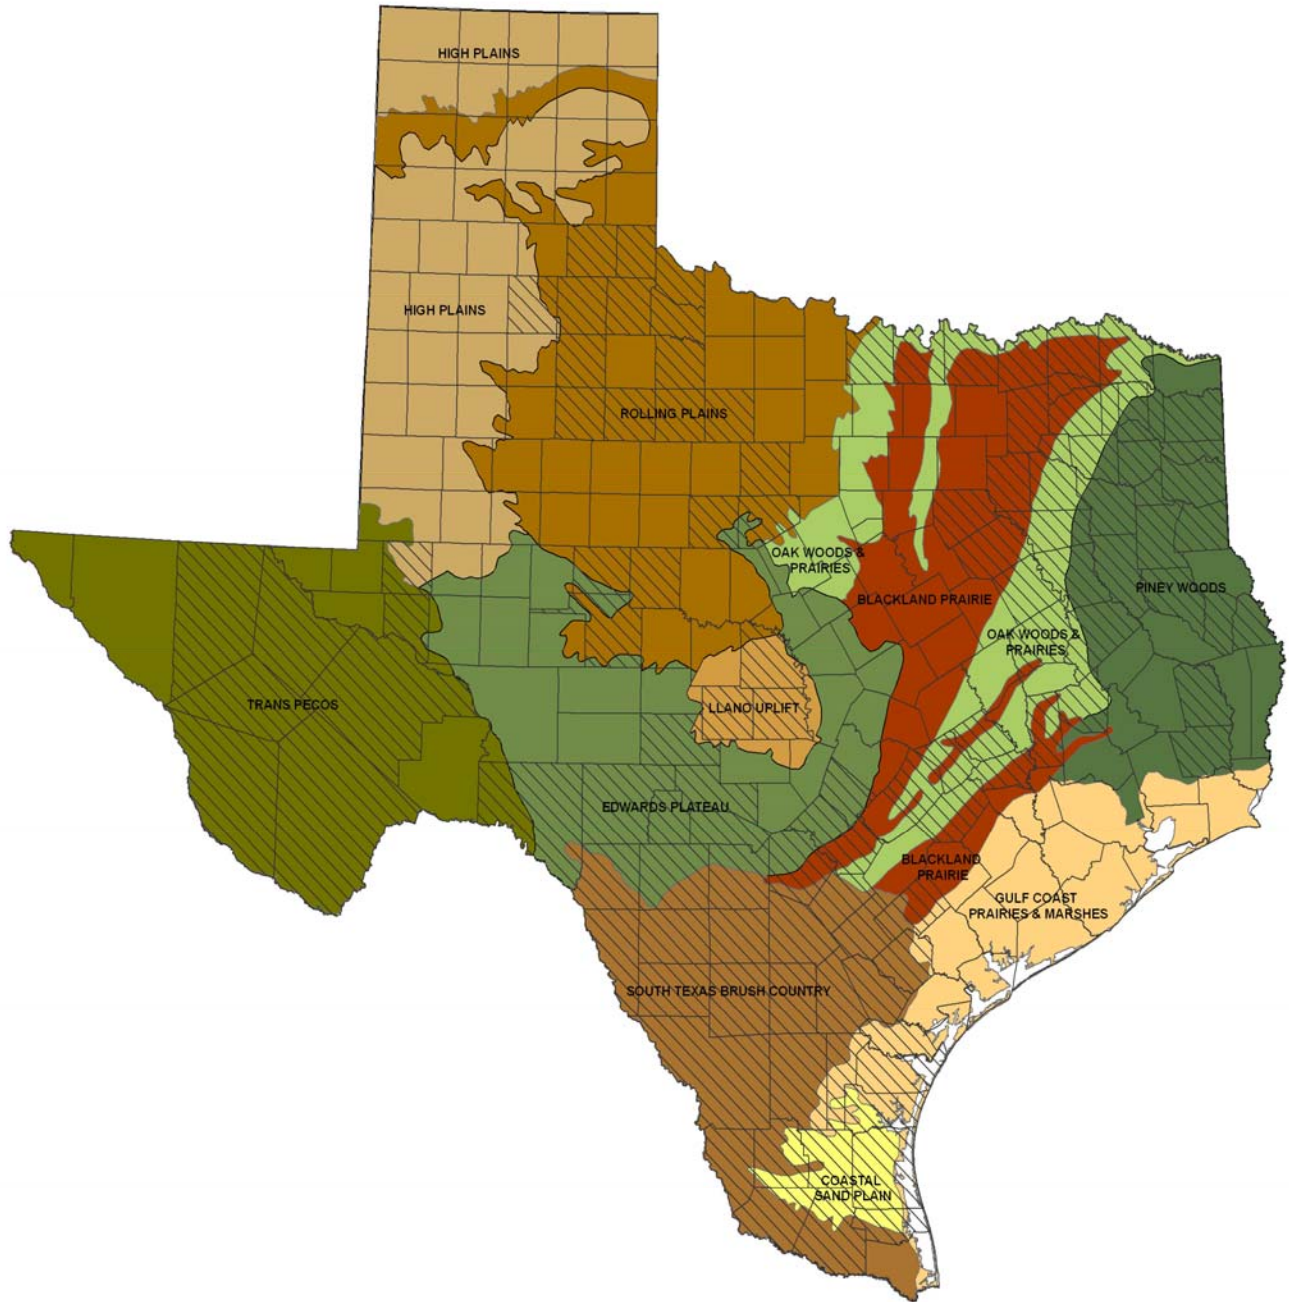 HIGH PLAINS
HIGH PLAINS
ROLLING PLAINS
OAK WOODS &
PRAIRIES
BLACKLAND PRAIRIE
PINEY WOODS
OAK WOODS &
PRAIRIES
TRANS PECOS
LLANO UPLIFT
EDWARDS PLATEAU
BLACKLAND
PRAIRIE
GULF COAST
PRAIRIES & MARSHES
SOUTH TEXAS BRUSH COUNTRY
COASTAL
SAND PLAIN